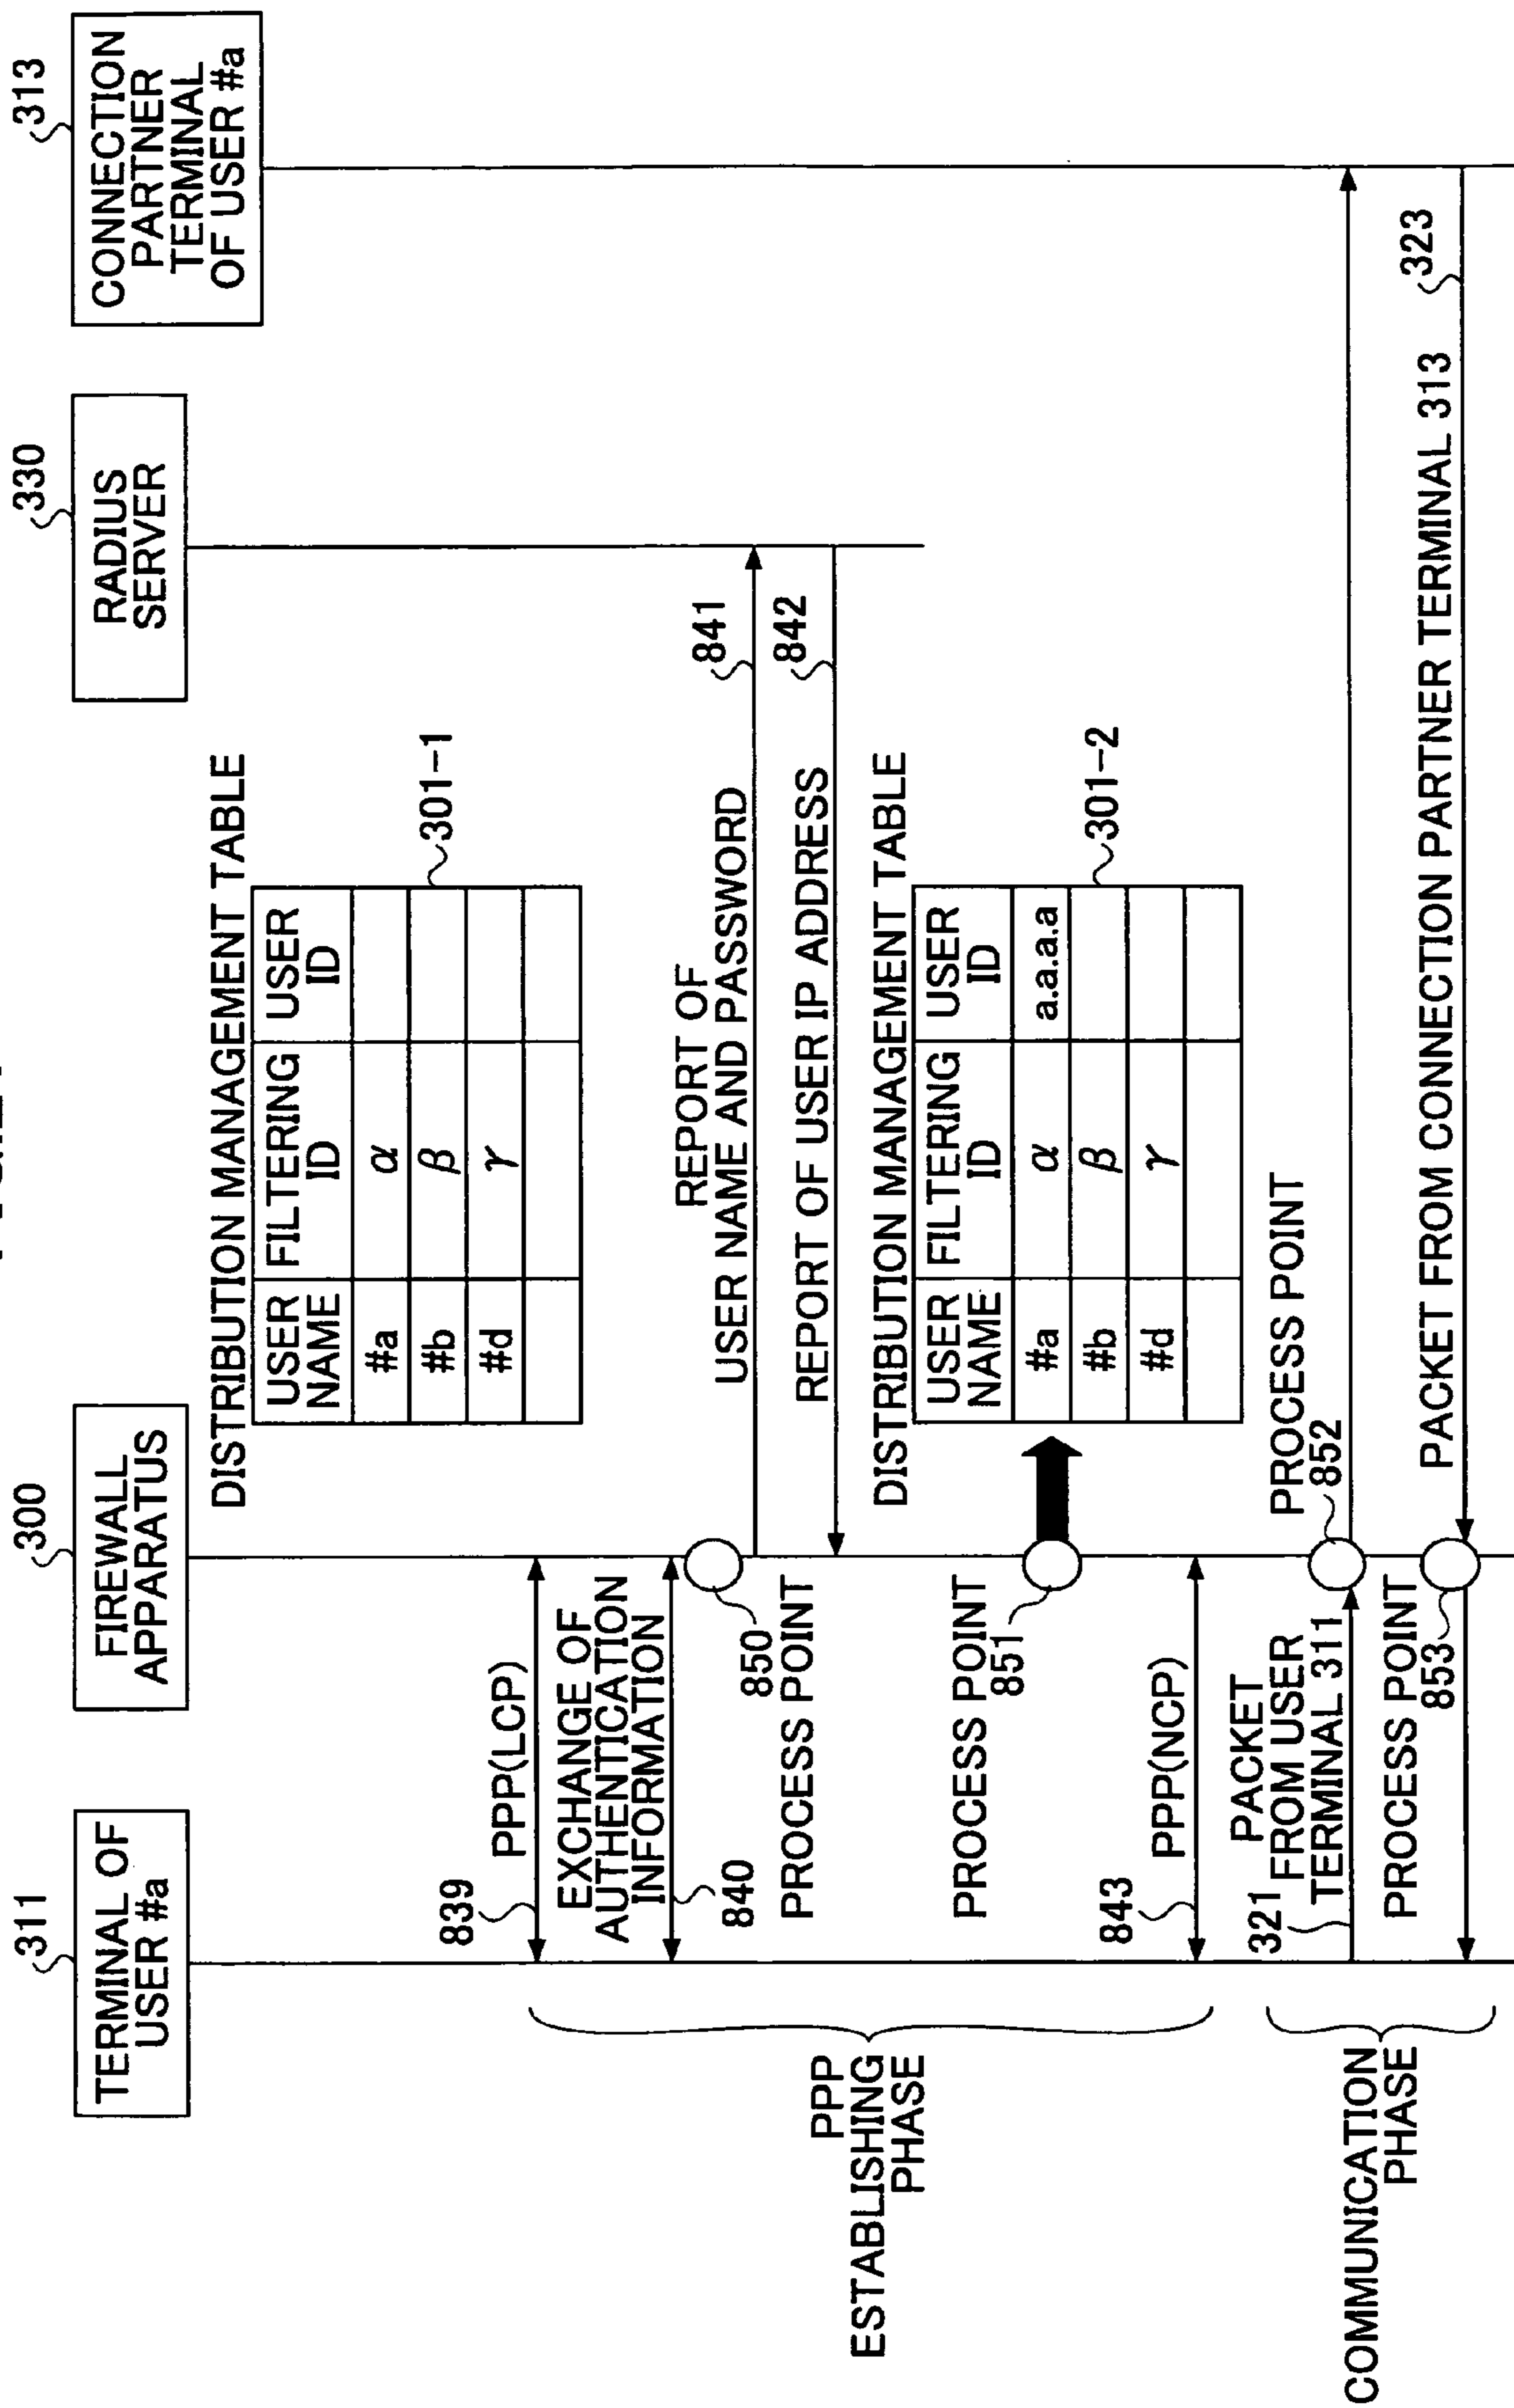 311
TERMINAL OF
USER #a
300
FIREWALL
APPARATUS
330
RADIUS
SERVER
313
CONNECTION
PARTNER
TERMINAL
OF USER #a
DISTRIBUTION MANAGEMENT TABLE
USER NAME FILTERING ID USER ID
#a α
#b β
#d γ
301-1
839
PPP(LCP)
EXCHANGE OF
AUTHENTICATION
INFORMATION
840
850
PROCESS POINT
REPORT OF
USER NAME AND PASSWORD
841
REPORT OF USER IP ADDRESS
842
DISTRIBUTION MANAGEMENT TABLE
USER NAME FILTERING ID USER ID
#a α a.a.a.a
#b β
#d γ
301-2
PROCESS POINT
851
843
PPP(NCP)
PPP
ESTABLISHING
PHASE
321
PACKET
FROM USER
TERMINAL 311
PROCESS POINT
852
PROCESS POINT
853
PACKET FROM CONNECTION PARTNER TERMINAL 313
323
COMMUNICATION
PHASE